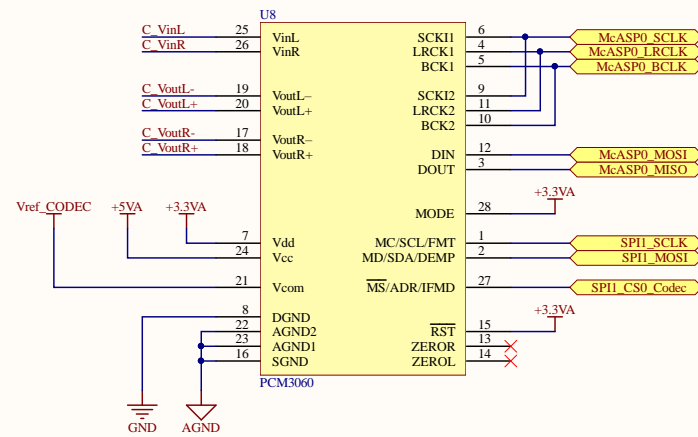 U8
C_VinL 25 VinL SCKI1 6 McASP0_SCLK
C_VinR 26 VinR LRCK1 4 McASP0_LRCLK
BCK1 5 McASP0_BCLK
C_VoutL- 19 VoutL− SCKI2 9
C_VoutL+ 20 VoutL+ LRCK2 11
BCK2 10
C_VoutR- 17 VoutR−
C_VoutR+ 18 VoutR+ DIN 12 McASP0_MOSI
DOUT 3 McASP0_MISO
+3.3VA
Vref_CODEC +5VA +3.3VA
MODE 28
7 Vdd MC/SCL/FMT 1 SPI1_SCLK
24 Vcc MD/SDA/DEMP 2 SPI1_MOSI
21 Vcom MS/ADR/IFMD 27 SPI1_CS0_Codec
+3.3VA
8 DGND
22 AGND2 RST 15
23 AGND1 ZEROR 13
16 SGND ZEROL 14
PCM3060
GND AGND